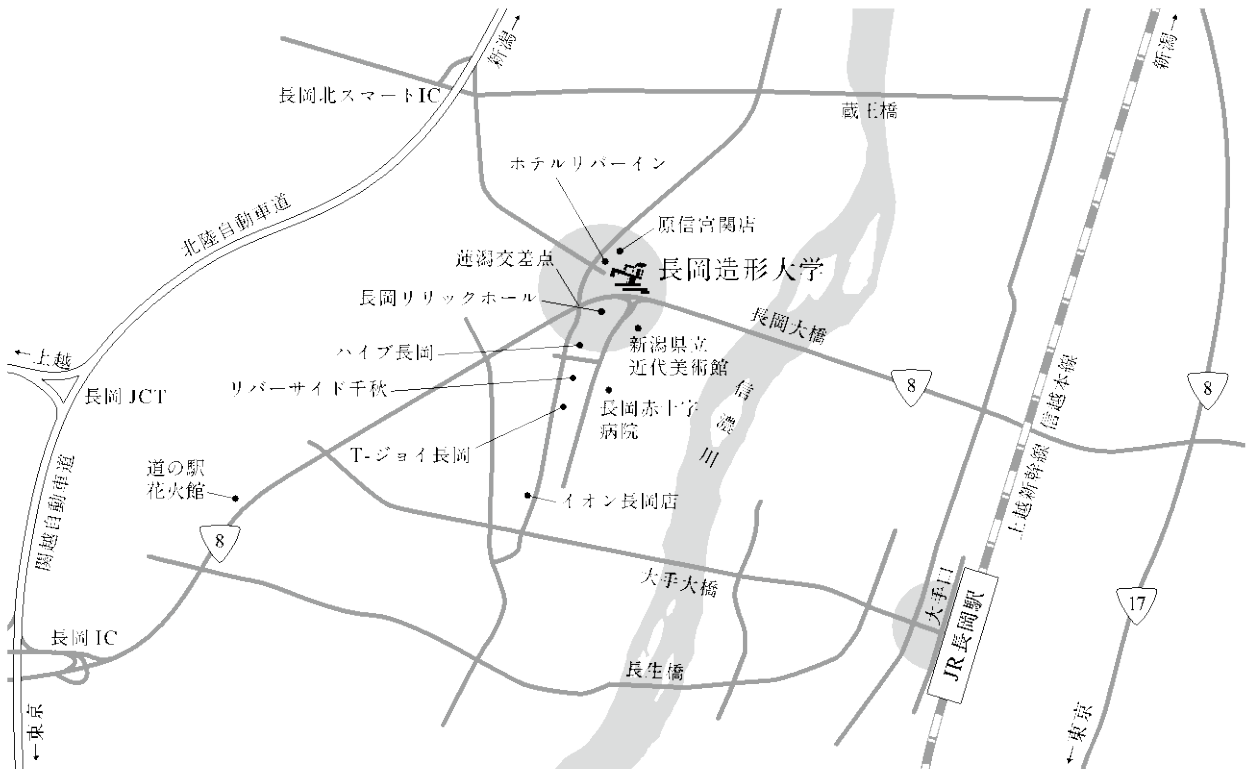 新潟→
新潟→
長岡北スマートIC
蔵王橋
ホテルリバーイン
北陸自動車道
原信宮関店
蓮潟交差点
長岡造形大学
長岡リリックホール
長岡大橋
ハイブ長岡
新潟県立
近代美術館
←上越
リバーサイド千秋
8
8
長岡JCT
長岡赤十字
病院
信濃川
信越本線
上越新幹線
T-ジョイ長岡
道の駅
花火館
イオン長岡店
関越自動車道
8
大手大橋
大手口
17
JR長岡駅
長岡IC
長生橋
←東京
←東京